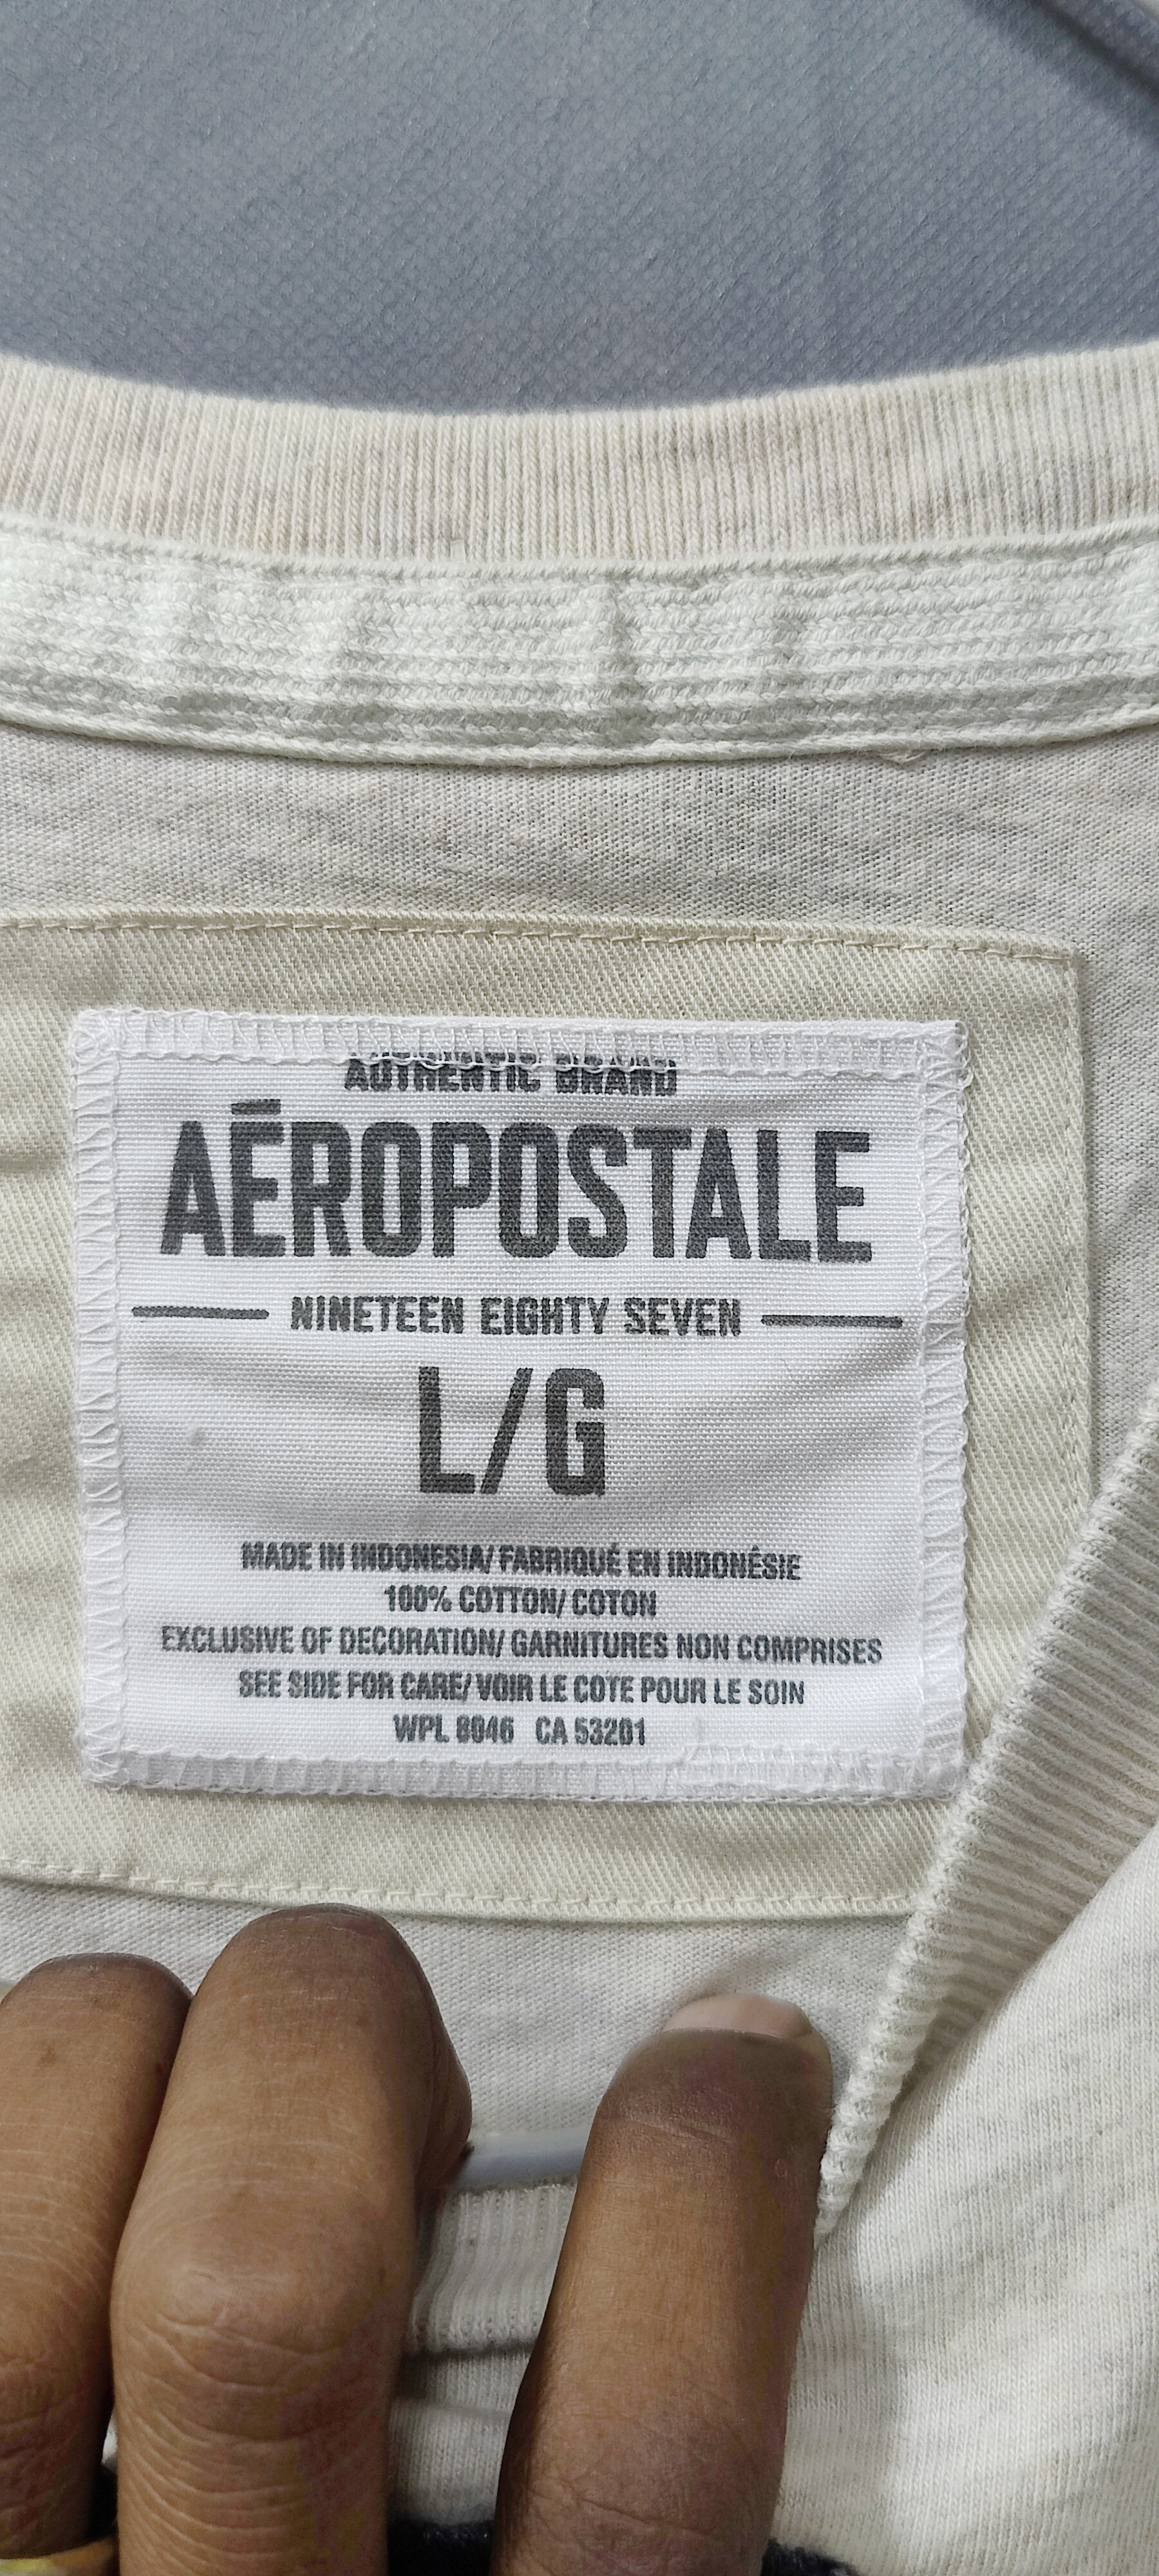 AUTHENTIC BRAND
AÉROPOSTALE
NINETEEN EIGHTY SEVEN
L/G
MADE IN INDONESIA/ FABRIQUÉ EN INDONÉSIE
100% COTTON/ COTON
EXCLUSIVE OF DECORATION/ GARNITURES NON COMPRISES
SEE SIDE FOR CARE/ VOIR LE COTE POUR LE SOIN
WPL 8046 CA 53201